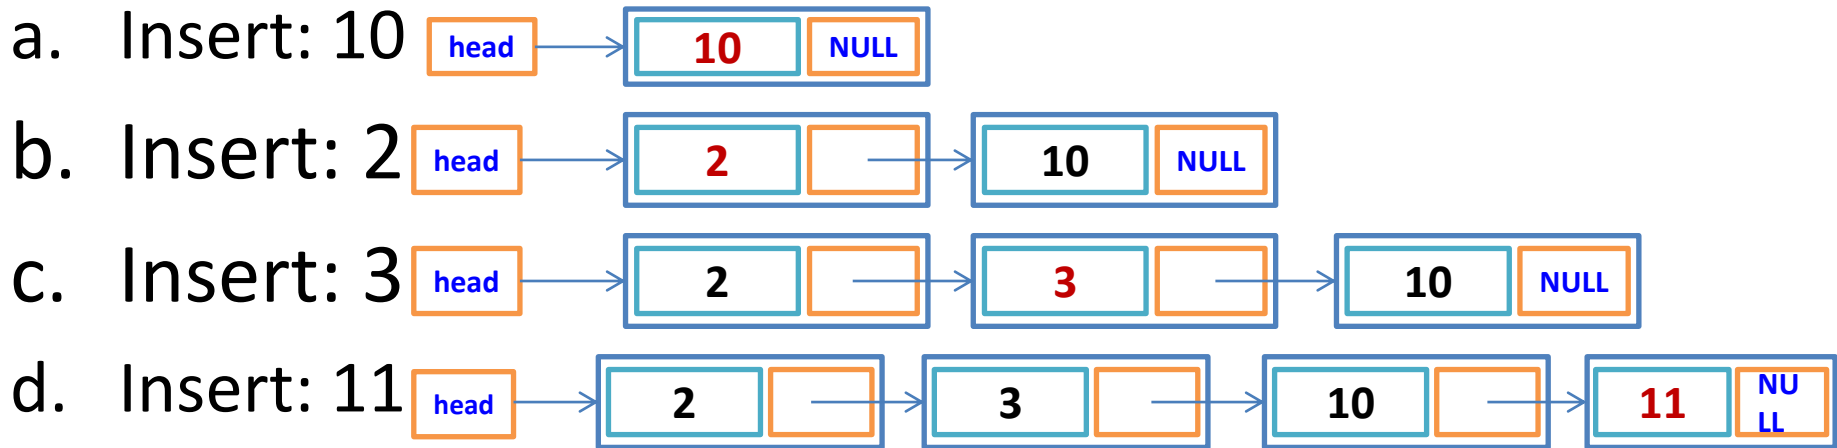 a. Insert: 10 head 10 NULL
b. Insert: 2 head 2 10 NULL
c. Insert: 3 head 2 3 10 NULL
d. Insert: 11 head 2 3 10 11 NU
LL